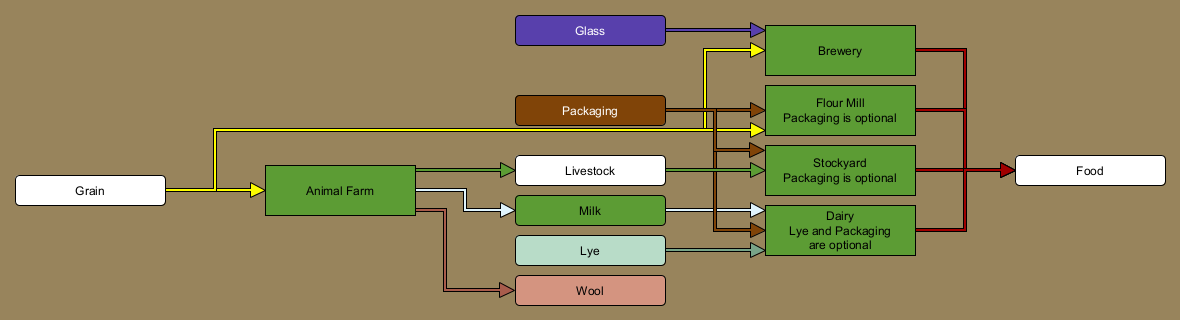 Glass
Brewery
Packaging
Flour Mill
Packaging is optional
Grain
Animal Farm
Livestock
Stockyard
Packaging is optional
Food
Milk
Dairy
Lye and Packaging
are optional
Lye
Wool